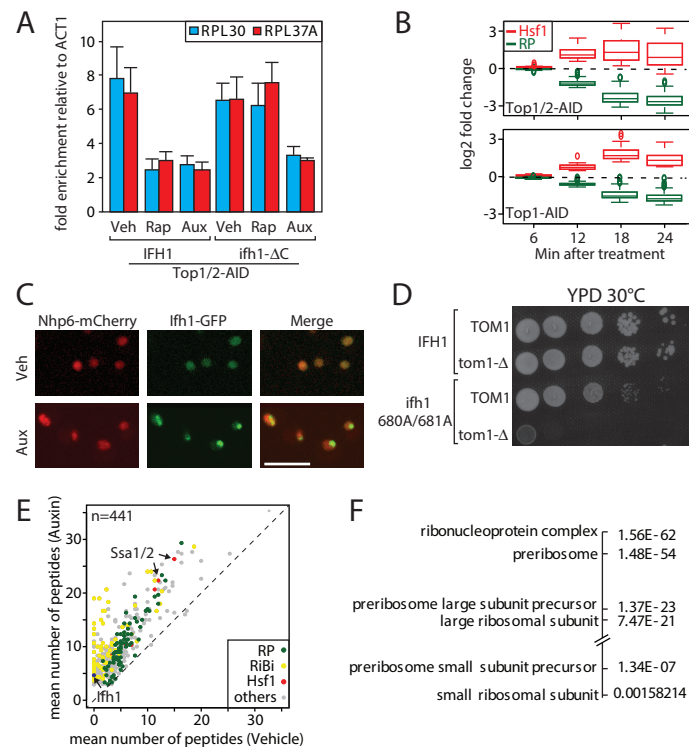 A
RPL30 RPL37A
fold enrichment relative to ACT1
10
8
6
4
2
0
Veh Rap Aux Veh Rap Aux
IFH1 ifh1-ΔC
Top1/2-AID
B
Hsf1
RP
3
0
-3
Top1/2-AID
log2 fold change
3
0
-3
Top1-AID
6 12 18 24
Min after treatment
C
Nhp6-mCherry Ifh1-GFP Merge
Veh
Aux
D
YPD 30°C
IFH1
TOM1
tom1-Δ
ifh1
680A/681A
TOM1
tom1-Δ
E
n=441
mean number of peptides (Auxin)
30
20
10
0
Ssa1/2
Ifh1
RP
RiBi
Hsf1
others
0 10 20 30
mean number of peptides (Vehicle)
F
ribonucleoprotein complex 1.56E-62
preribosome 1.48E-54
preribosome large subunit precursor 1.37E-23
large ribosomal subunit 7.47E-21
preribosome small subunit precursor 1.34E-07
small ribosomal subunit 0.00158214